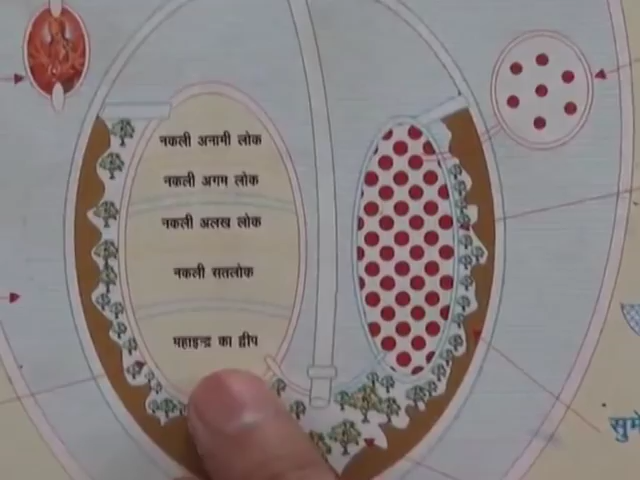 नकली अनामी लोक
नकली अगम लोक
नकली अलख लोक
नकली सतलोक
महाइन्द्र का द्वीप
सुमे